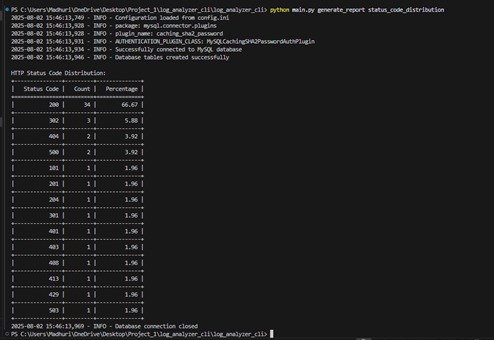 PS C:\Users\Madhuri\OneDrive\Desktop\Project_1\log_analyzer_cli\log_analyzer_cli> python main.py generate_report status_code_distribution
2025-08-02 15:46:13,749 - INFO - Configuration loaded from config.ini
2025-08-02 15:46:13,928 - INFO - package: mysql.connector.plugins
2025-08-02 15:46:13,928 - INFO - plugin_name: caching_sha2_password
2025-08-02 15:46:13,931 - INFO - AUTHENTICATION_PLUGIN_CLASS: MySQLCachingSHA2PasswordAuthPlugin
2025-08-02 15:46:13,934 - INFO - Successfully connected to MySQL database
2025-08-02 15:46:13,946 - INFO - Database tables created successfully
HTTP Status Code Distribution:
+---------------+---------+--------------+
| Status Code | Count | Percentage |
+===============+=========+==============+
| 200 | 34 | 66.67 |
+---------------+---------+--------------+
| 302 | 3 | 5.88 |
+---------------+---------+--------------+
| 404 | 2 | 3.92 |
+---------------+---------+--------------+
| 500 | 2 | 3.92 |
+---------------+---------+--------------+
| 101 | 1 | 1.96 |
+---------------+---------+--------------+
| 201 | 1 | 1.96 |
+---------------+---------+--------------+
| 204 | 1 | 1.96 |
+---------------+---------+--------------+
| 301 | 1 | 1.96 |
+---------------+---------+--------------+
| 401 | 1 | 1.96 |
+---------------+---------+--------------+
| 403 | 1 | 1.96 |
+---------------+---------+--------------+
| 408 | 1 | 1.96 |
+---------------+---------+--------------+
| 413 | 1 | 1.96 |
+---------------+---------+--------------+
| 429 | 1 | 1.96 |
+---------------+---------+--------------+
| 503 | 1 | 1.96 |
+---------------+---------+--------------+
2025-08-02 15:46:13,969 - INFO - Database connection closed
PS C:\Users\Madhuri\OneDrive\Desktop\Project_1\log_analyzer_cli\log_analyzer_cli>